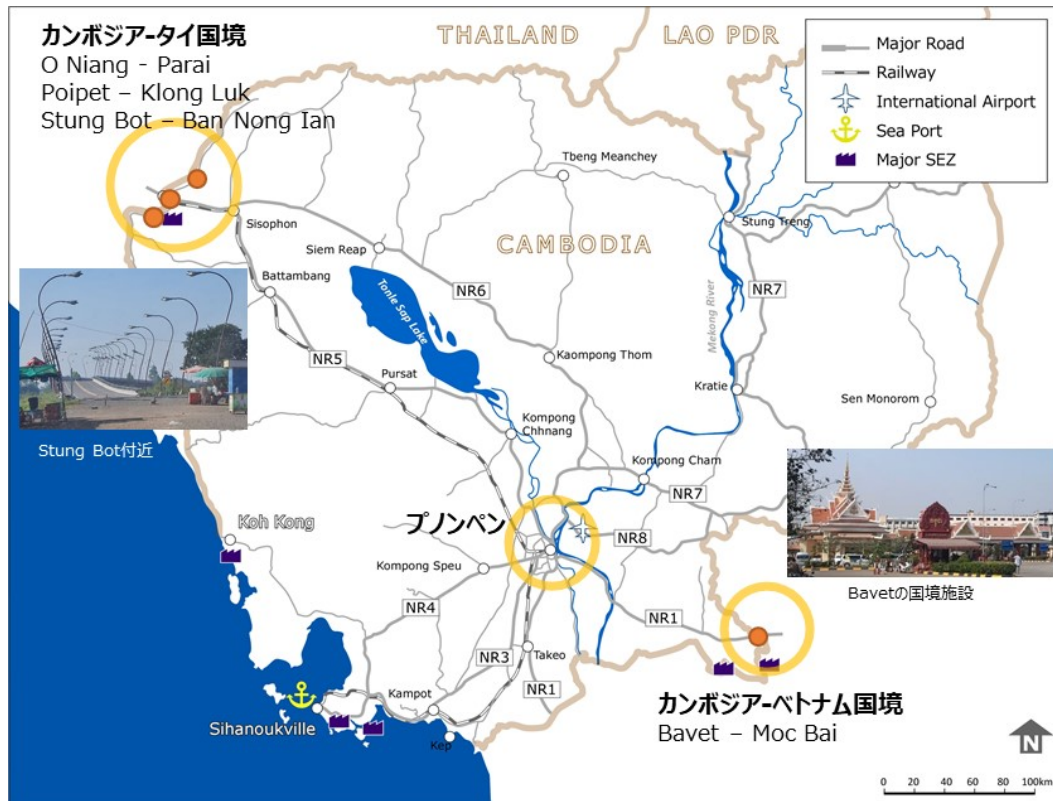 カンボジア-タイ国境
O Niang - Parai
Poipet – Klong Luk
Stung Bot – Ban Nong Ian
THAILAND
LAO PDR
Major Road
Railway
International Airport
Sea Port
Major SEZ
Tbeng Meanchey
Sisophon
Stung Treng
Siem Reap
CAMBODIA
Battambang
NR6
NR7
Tonle Sap Lake
Mekong River
NR5
Kaompong Thom
Pursat
Kratie
Sen Monorom
Kompong
Chhnang
Stung Bot付近
Kompong Cham
NR7
プノンペン
Koh Kong
NR8
Kompong Speu
Bavetの国境施設
NR4
NR1
NR3
Takeo
NR1
カンボジア-ベトナム国境
Bavet – Moc Bai
Kampot
Sihanoukville
Kep
N
0 20 40 60 80 100km